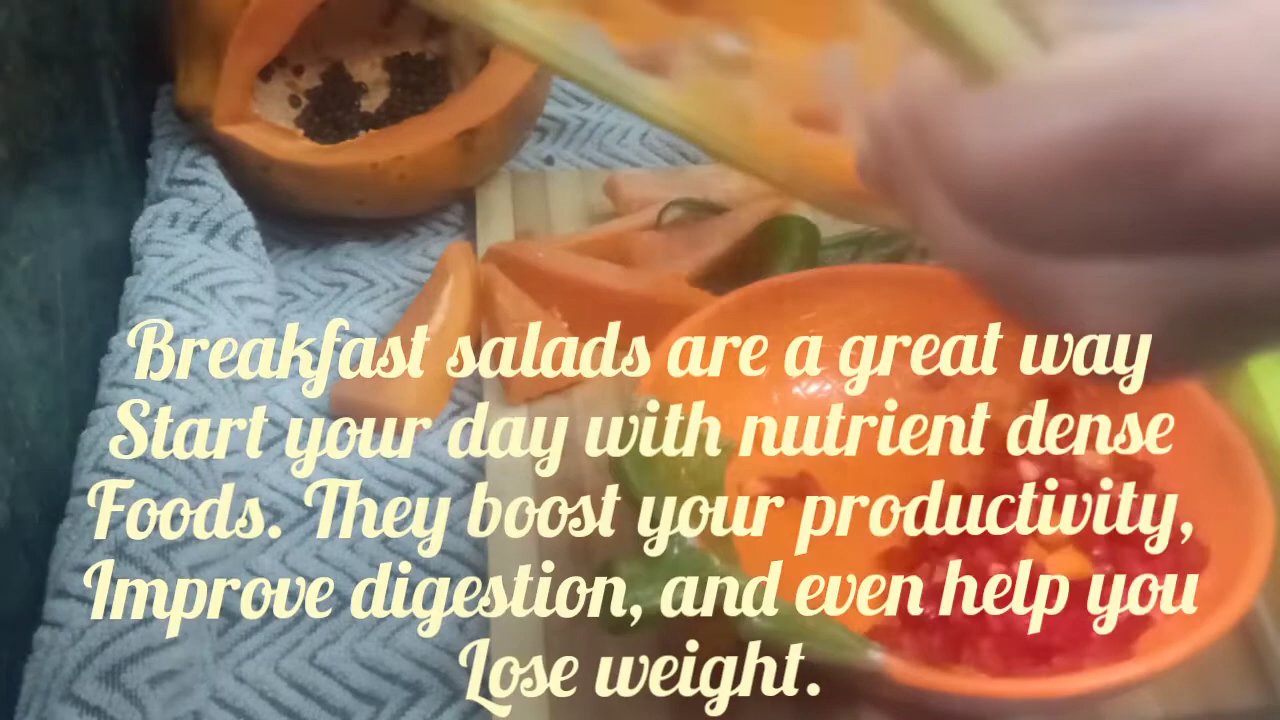 Breakfast salads are a great way
Start your day with nutrient dense
Foods. They boost your productivity,
Improve digestion, and even help you
Lose weight.